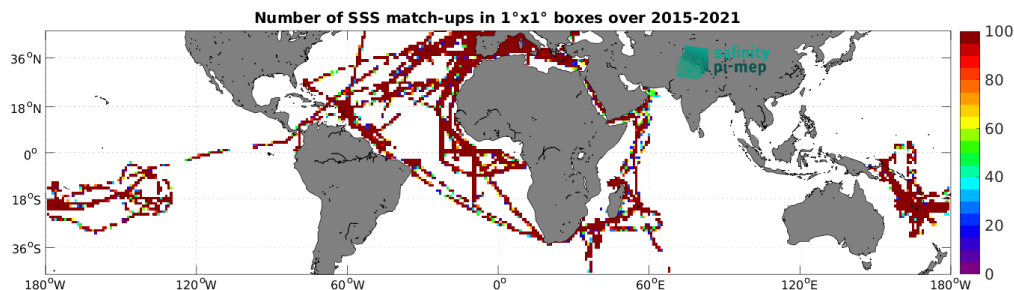 Number of SSS match-ups in 1°x1° boxes over 2015-2021
salinity
pi-mep
36°N
18°N
0°
18°S
36°S
180°W
120°W
60°W
0°
60°E
120°E
180°W
100
80
60
40
20
0